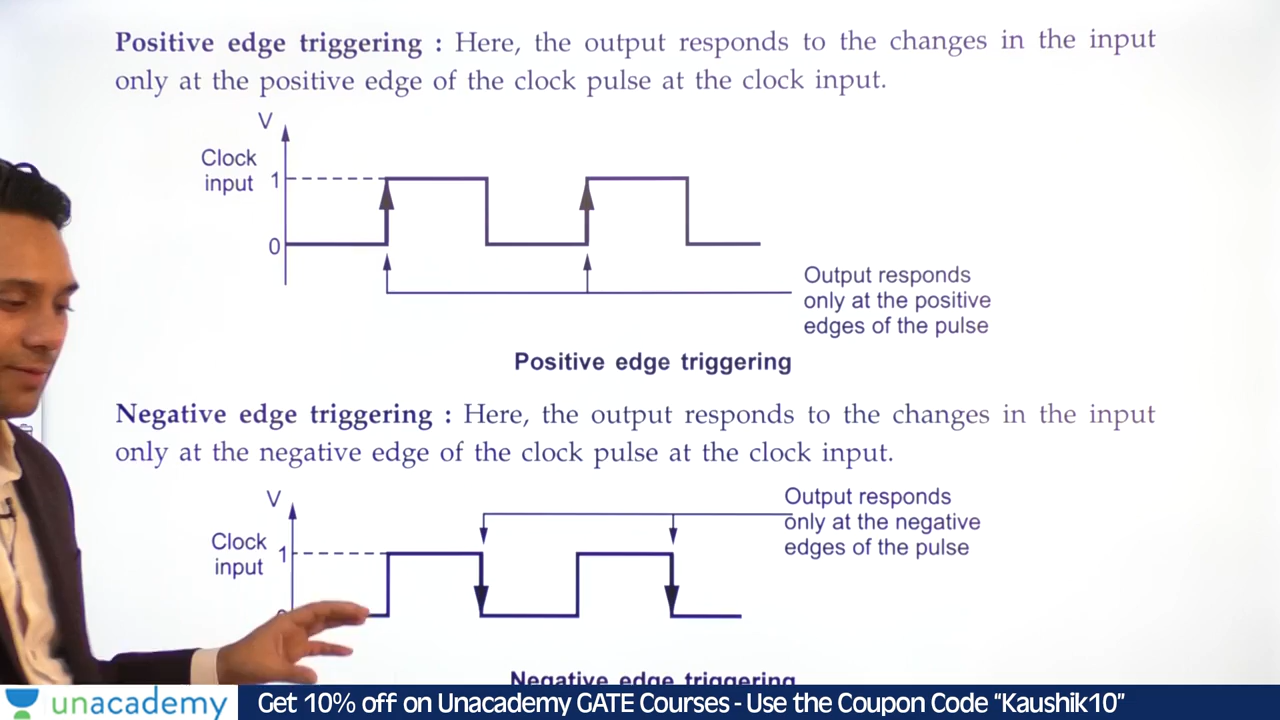 Positive edge triggering : Here, the output responds to the changes in the input
only at the positive edge of the clock pulse at the clock input.
V
Clock
input
1
0
Output responds
only at the positive
edges of the pulse
Positive edge triggering
Negative edge triggering : Here, the output responds to the changes in the input
only at the negative edge of the clock pulse at the clock input.
V
Output responds
only at the negative
edges of the pulse
Clock
input
1
Negative edge triggering
unacademy
Get 10% off on Unacademy GATE Courses - Use the Coupon Code “Kaushik10”